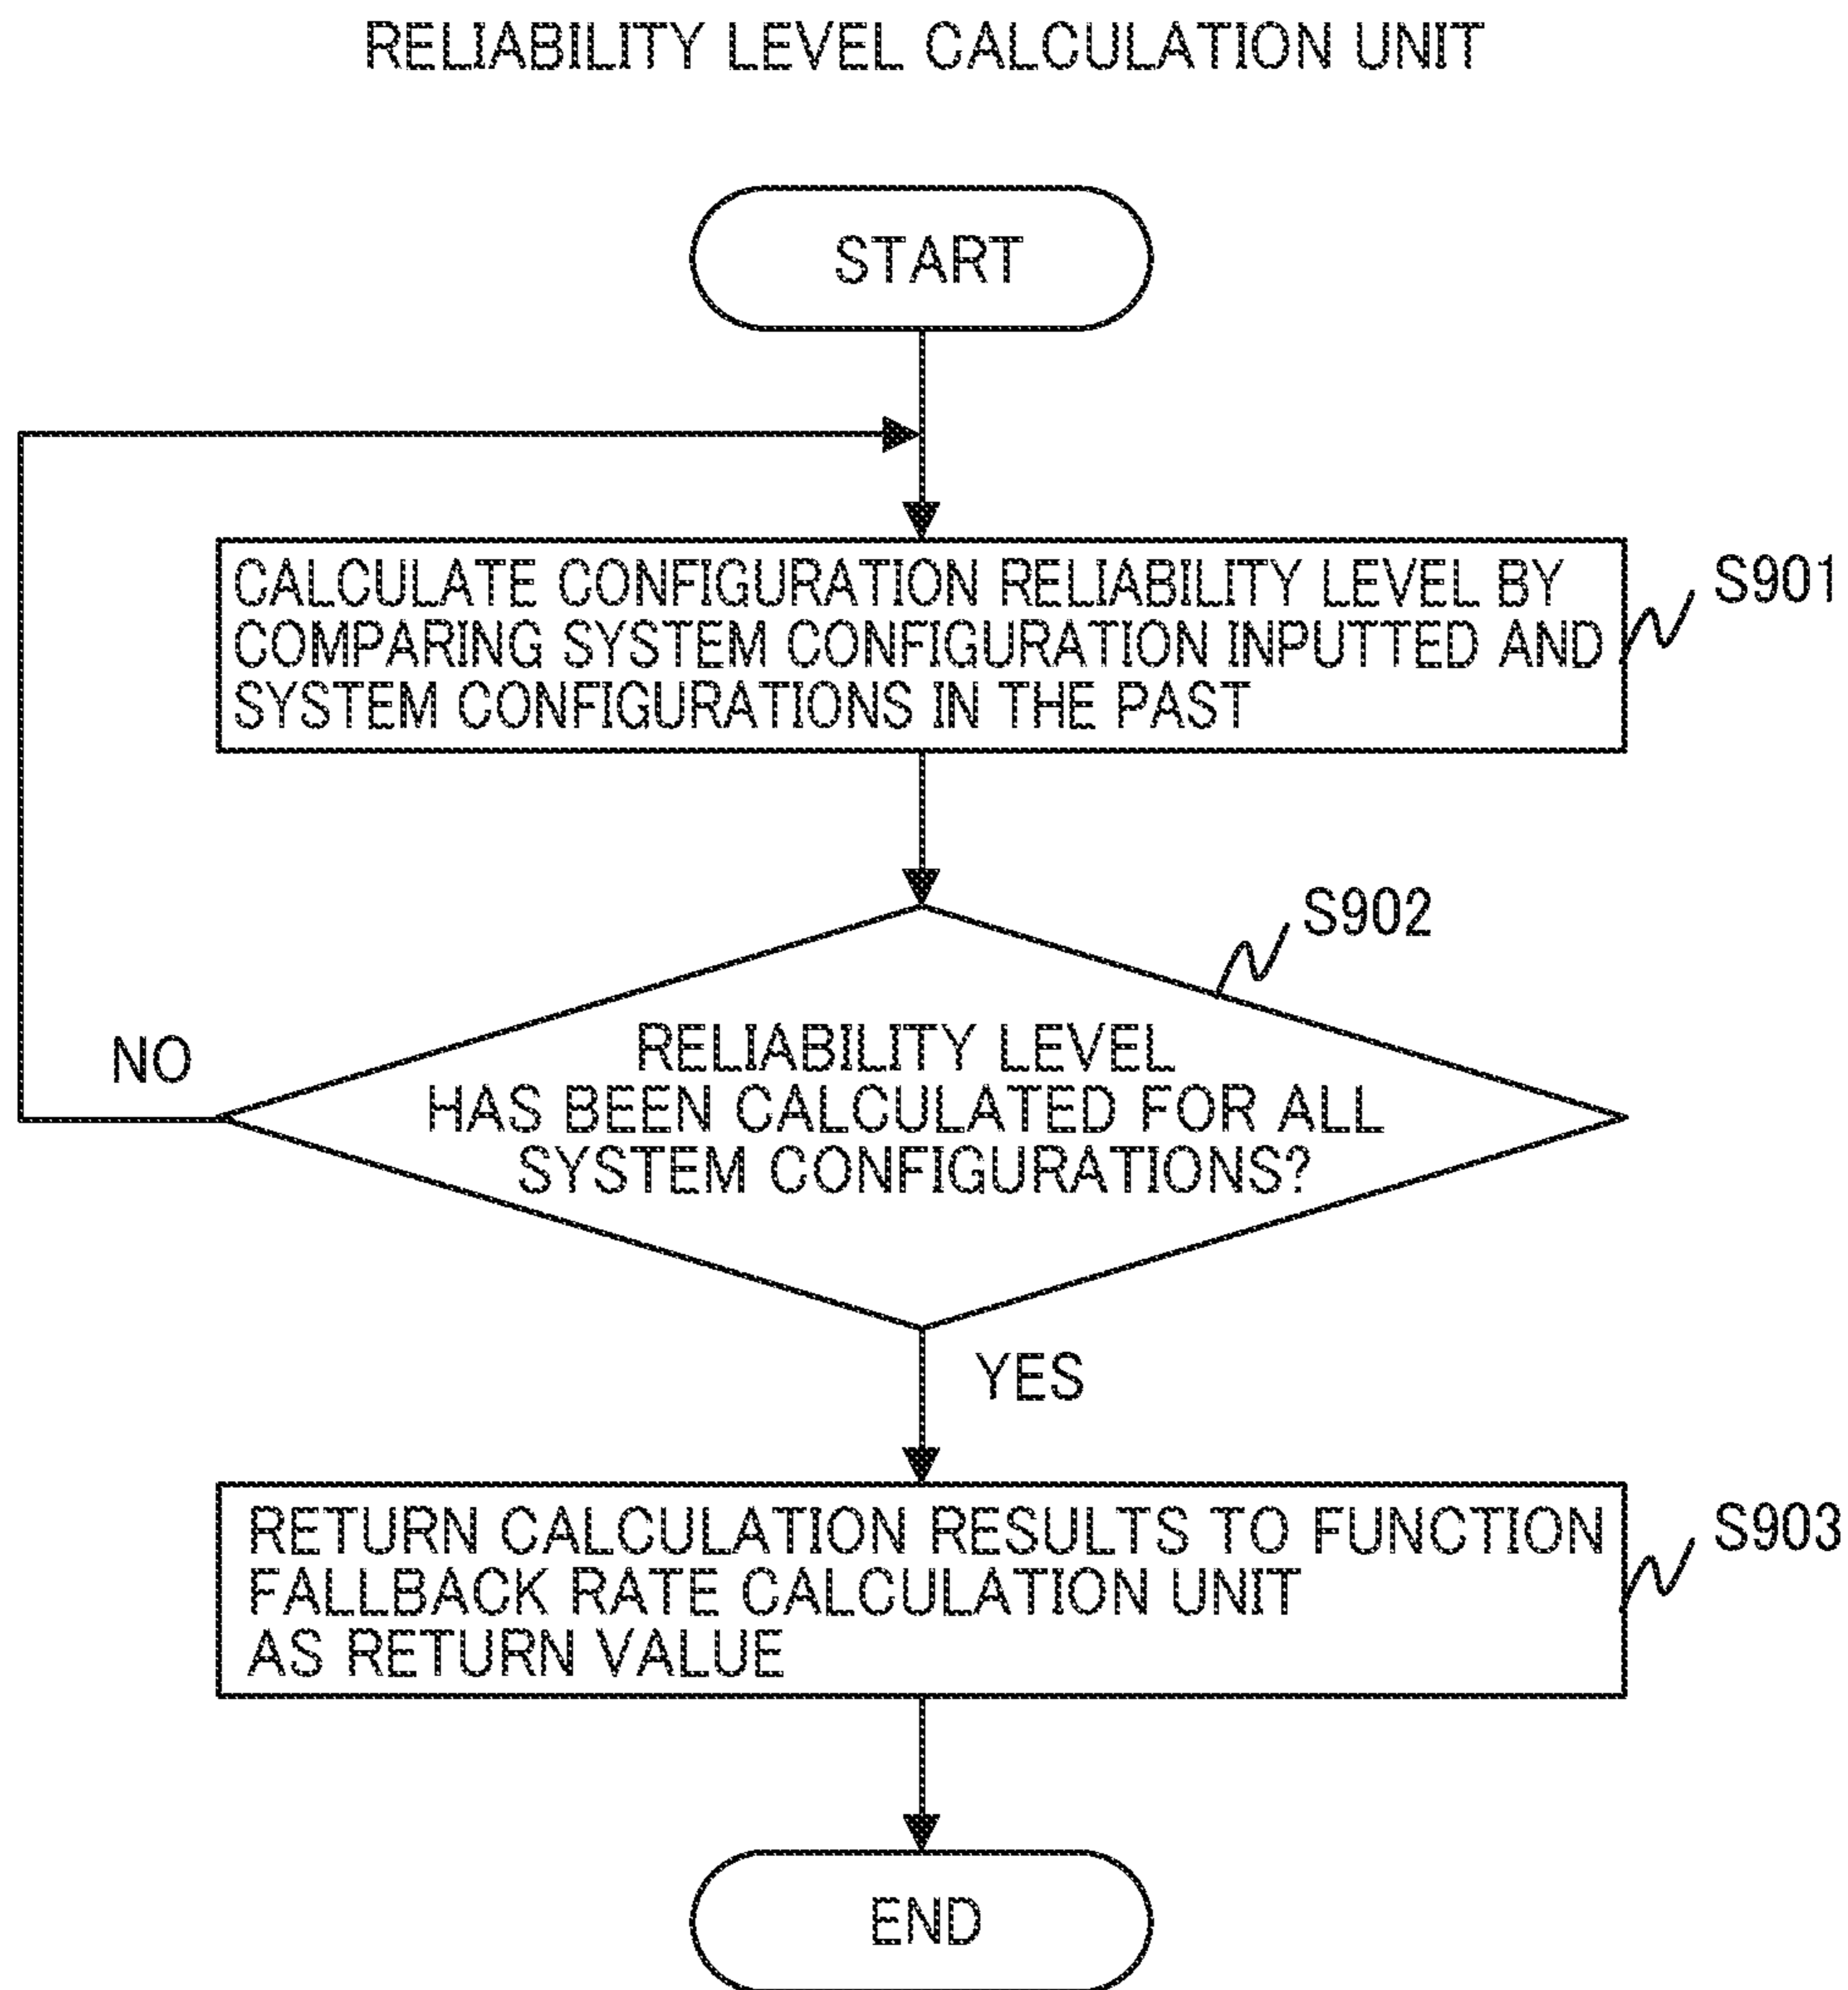 RELIABILITY LEVEL CALCULATION UNIT
START
CALCULATE CONFIGURATION RELIABILITY LEVEL BY
COMPARING SYSTEM CONFIGURATION INPUTTED AND
SYSTEM CONFIGURATIONS IN THE PAST
S901
S902
RELIABILITY LEVEL
HAS BEEN CALCULATED FOR ALL
SYSTEM CONFIGURATIONS?
NO
YES
RETURN CALCULATION RESULTS TO FUNCTION
FALLBACK RATE CALCULATION UNIT
AS RETURN VALUE
S903
END